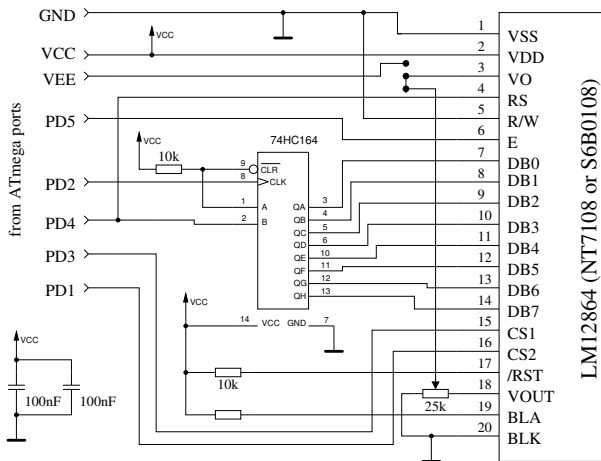 GND
VCC
VEE
PD5
PD2
PD4
PD3
PD1
from ATmega ports
VCC
VCC
10k
74HC164
9 CLR
8 CLK
1 A
2 B
QA 3
QB 4
QC 5
QD 6
QE 10
QF 11
QG 12
QH 13
14 VCC GND 7
VCC
10k
VCC
100nF
100nF
25k
1 VSS
2 VDD
3 VO
4 RS
5 R/W
6 E
7 DB0
8 DB1
9 DB2
10 DB3
11 DB4
12 DB5
13 DB6
14 DB7
15 CS1
16 CS2
17 /RST
18 VOUT
19 BLA
20 BLK
LM12864 (NT7108 or S6B0108)